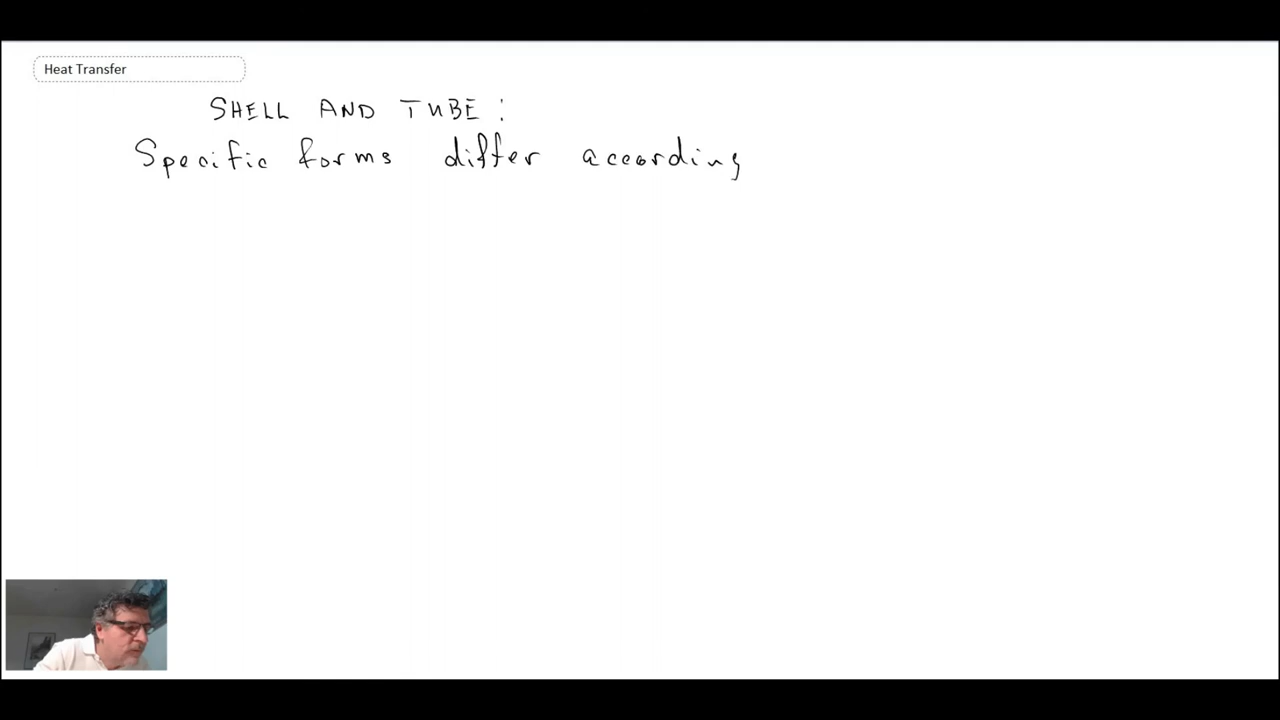 Heat Transfer
SHELL AND TUBE :
Specific forms differ according